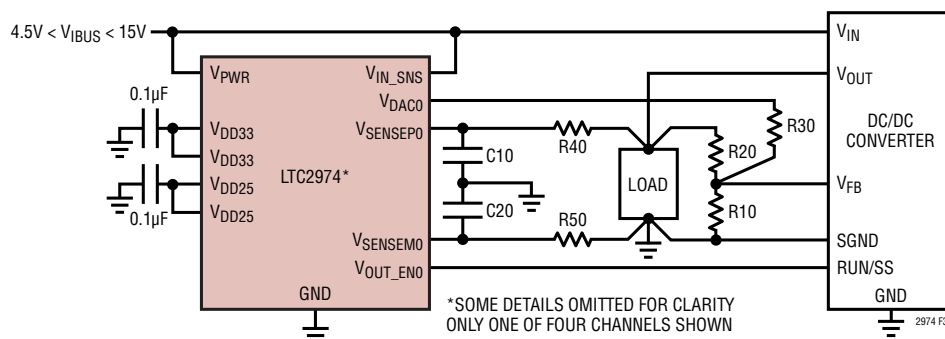 4.5V < VIBUS < 15V
VPWR
VIN_SNS
VIN
0.1µF
VDAC0
VOUT
VDD33
VSENSEP0
R40
R20
R30
DC/DC
CONVERTER
VDD33
C10
LTC2974*
LOAD
VDD25
VFB
0.1µF
VDD25
C20
R10
R50
VSENSEM0
SGND
VOUT_EN0
RUN/SS
GND
*SOME DETAILS OMITTED FOR CLARITY
ONLY ONE OF FOUR CHANNELS SHOWN
GND